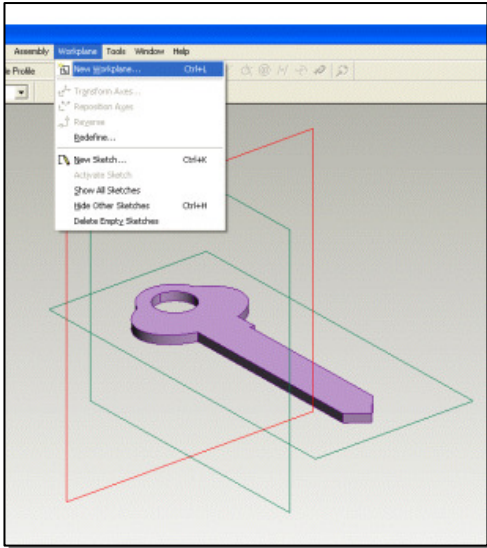 Assembly Workplane Tools Window Help
e Profile
New Workplane... Ctrl+L
Transform Axes...
Reposition Axes
Reverse
Redefine...
New Sketch... Ctrl+K
Activate Sketch
Show All Sketches
Hide Other Sketches Ctrl+H
Delete Empty Sketches